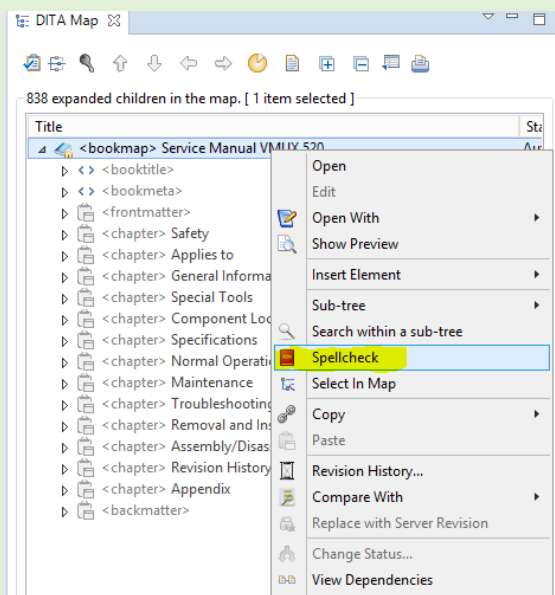 DITA Map
838 expanded children in the map. [ 1 item selected ]
Title
<bookmap> Service Manual VMUX 520
<booktitle>
<bookmeta>
<frontmatter>
<chapter> Safety
<chapter> Applies to
<chapter> General Informa
<chapter> Special Tools
<chapter> Component Loc
<chapter> Specifications
<chapter> Normal Operati
<chapter> Maintenance
<chapter> Troubleshooting
<chapter> Removal and Ins
<chapter> Assembly/Disas
<chapter> Revision History
<chapter> Appendix
<backmatter>
Open
Edit
Open With
Show Preview
Insert Element
Sub-tree
Search within a sub-tree
Spellcheck
Select In Map
Copy
Paste
Revision History...
Compare With
Replace with Server Revision
Change Status...
View Dependencies